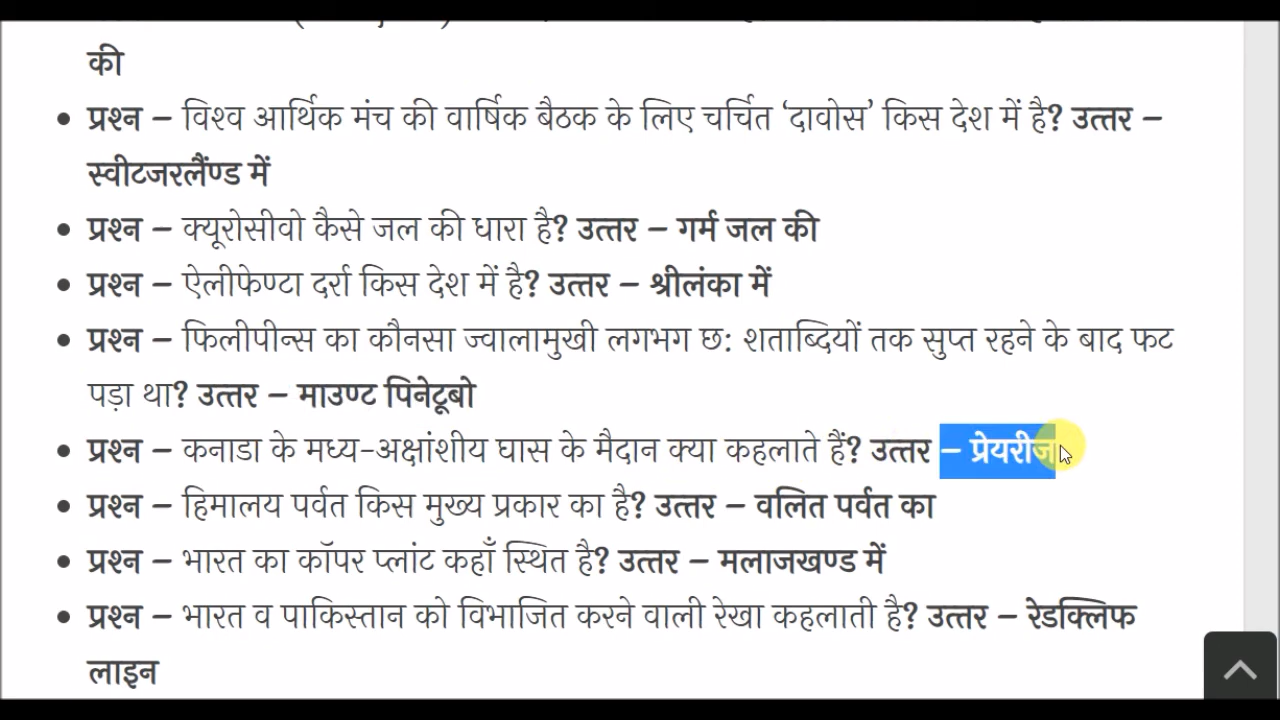 की
• प्रश्न – विश्व आर्थिक मंच की वार्षिक बैठक के लिए चर्चित ‘दावोस’ किस देश में है? उत्तर –
स्वीटजरलैंण्ड में
• प्रश्न – क्यूरोसीवो कैसे जल की धारा है? उत्तर – गर्म जल की
• प्रश्न – ऐलीफेण्टा दर्रा किस देश में है? उत्तर – श्रीलंका में
• प्रश्न – फिलीपीन्स का कौनसा ज्वालामुखी लगभग छ: शताब्दियों तक सुप्त रहने के बाद फट
पड़ा था? उत्तर – माउण्ट पिनेटूबो
• प्रश्न – कनाडा के मध्य-अक्षांशीय घास के मैदान क्या कहलाते हैं? उत्तर – प्रेयरीज
• प्रश्न – हिमालय पर्वत किस मुख्य प्रकार का है? उत्तर – वलित पर्वत का
• प्रश्न – भारत का कॉपर प्लांट कहाँ स्थित है? उत्तर – मलाजखण्ड में
• प्रश्न – भारत व पाकिस्तान को विभाजित करने वाली रेखा कहलाती है? उत्तर – रेडक्लिफ
लाइन